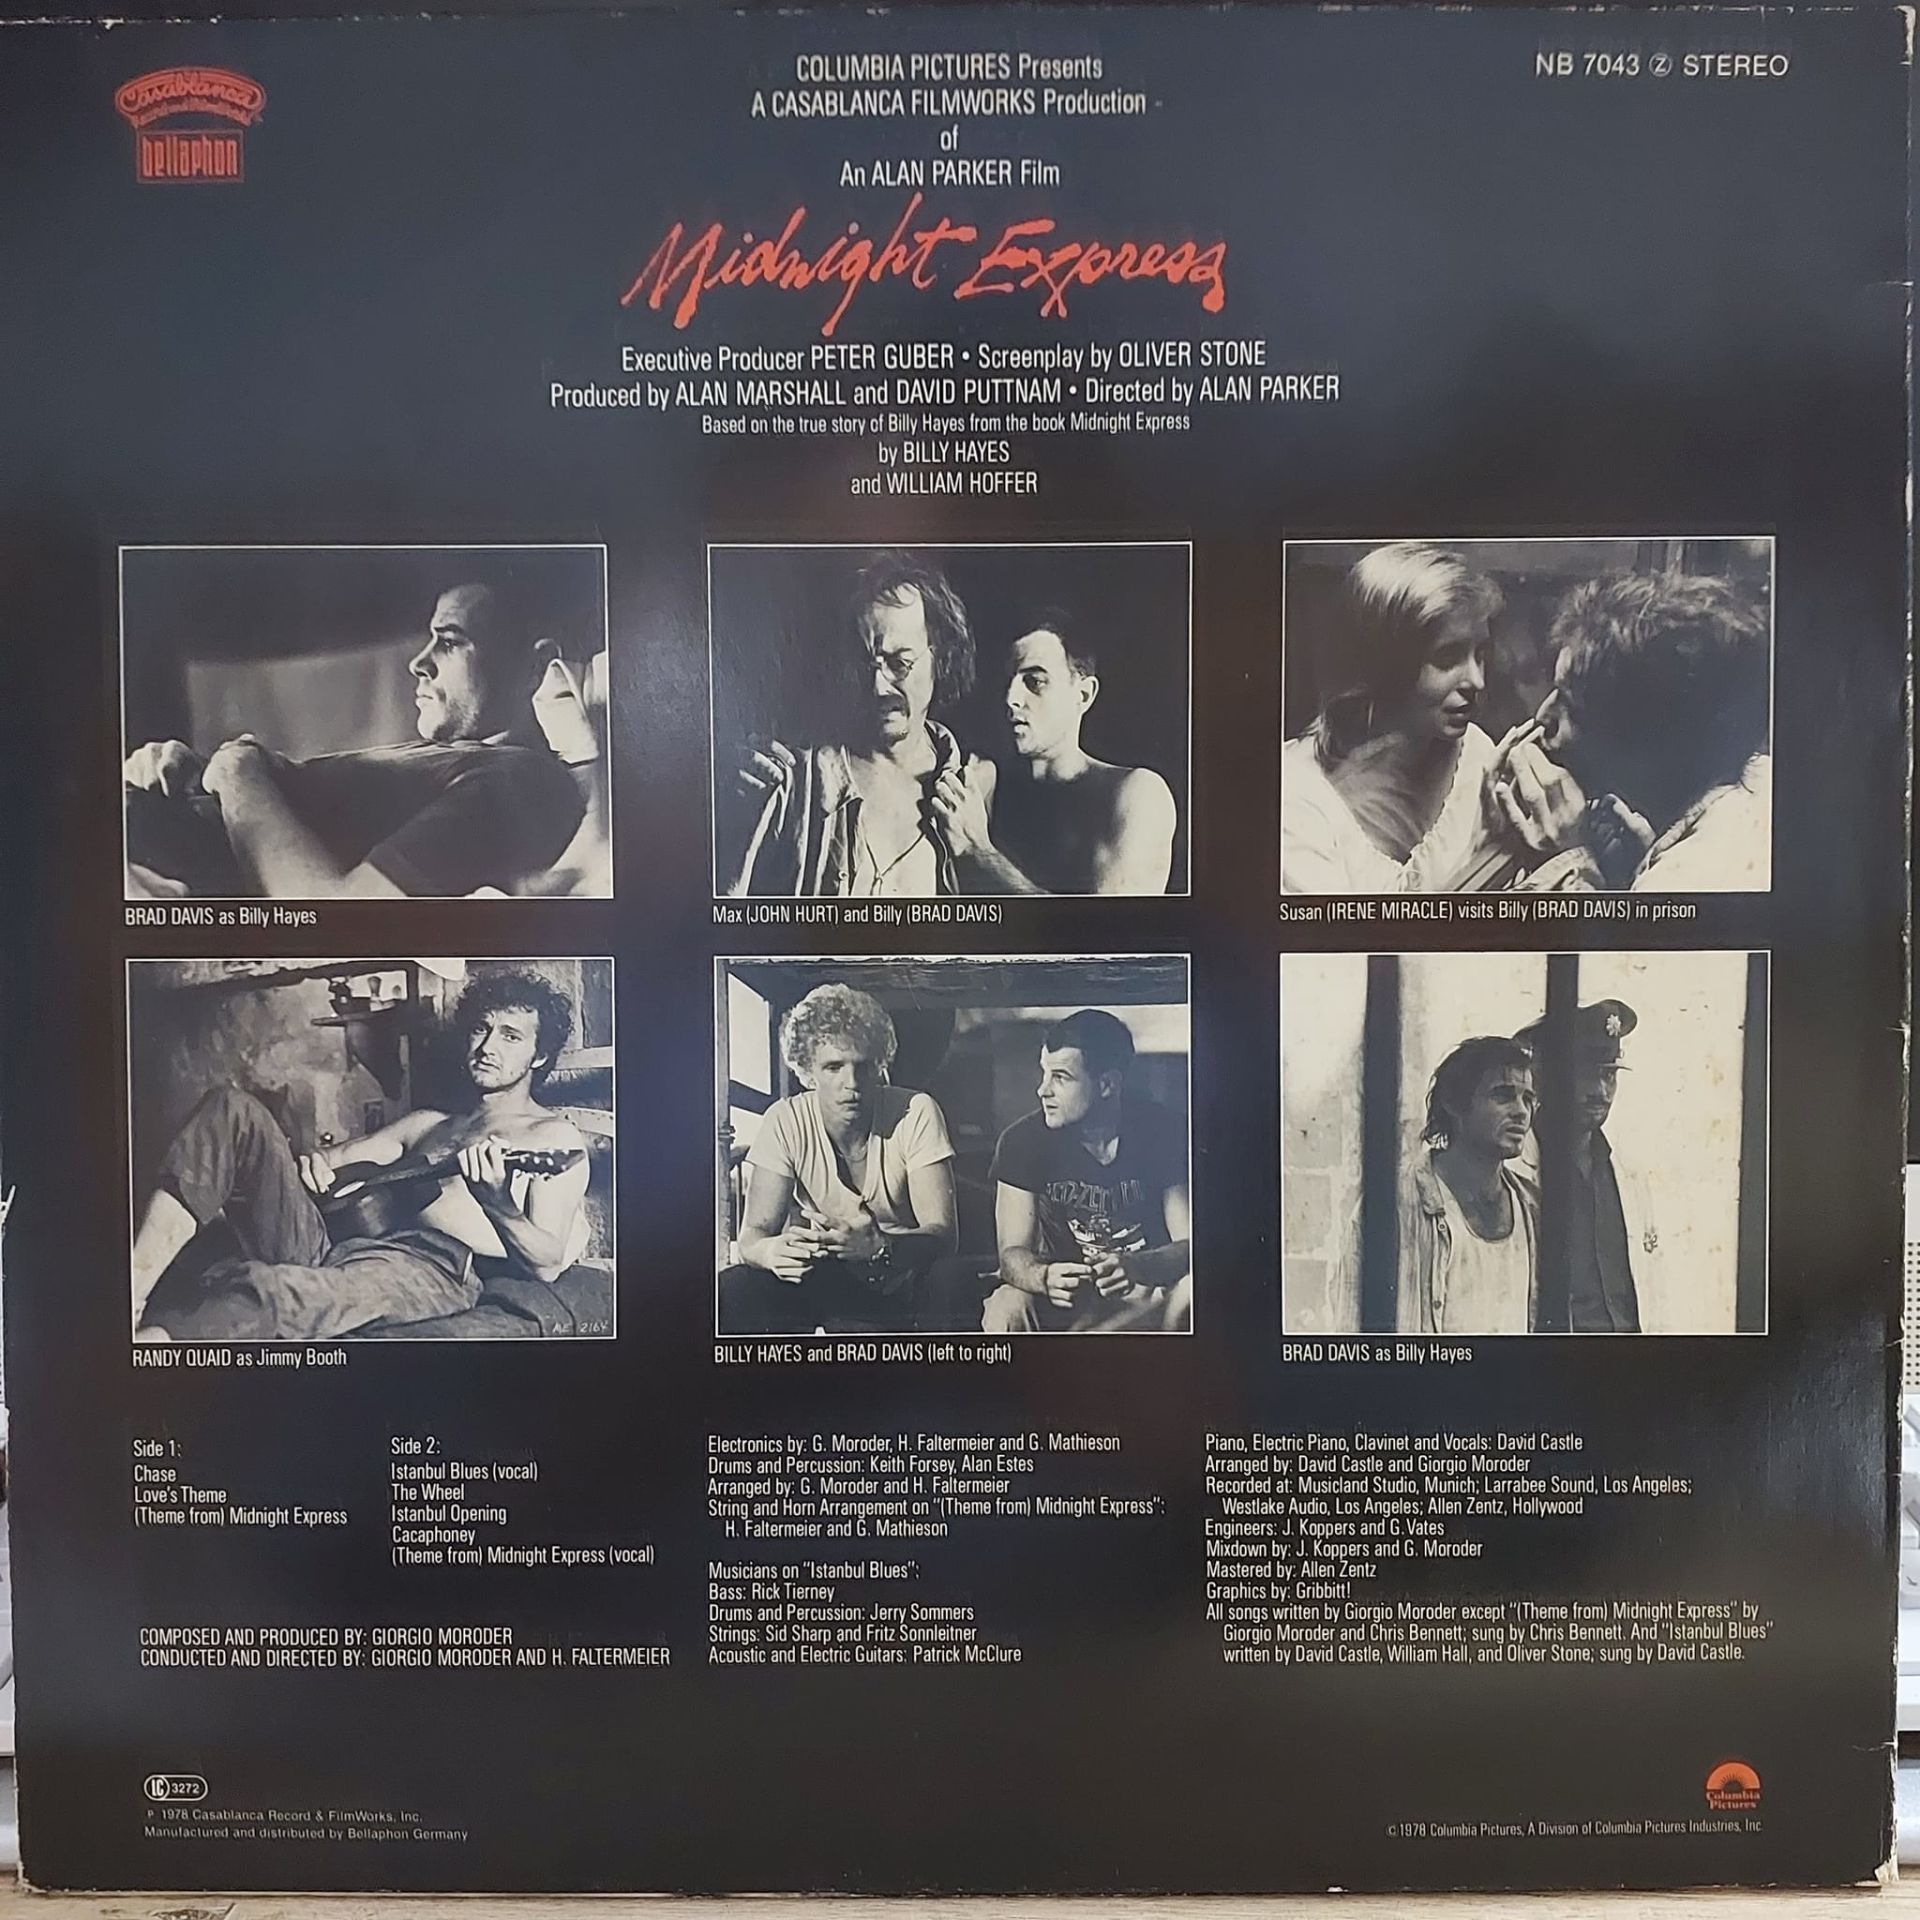 Casablanca
bellaphon
NB 7043 Ⓩ STEREO
COLUMBIA PICTURES Presents
A CASABLANCA FILMWORKS Production
of
An ALAN PARKER Film
Midnight Express
Executive Producer PETER GUBER • Screenplay by OLIVER STONE
Produced by ALAN MARSHALL and DAVID PUTTNAM • Directed by ALAN PARKER
Based on the true story of Billy Hayes from the book Midnight Express
by BILLY HAYES
and WILLIAM HOFFER
BRAD DAVIS as Billy Hayes
Max (JOHN HURT) and Billy (BRAD DAVIS)
Susan (IRENE MIRACLE) visits Billy (BRAD DAVIS) in prison
ME 2164
RANDY QUAID as Jimmy Booth
BILLY HAYES and BRAD DAVIS (left to right)
BRAD DAVIS as Billy Hayes
Side 1:
Chase
Love's Theme
(Theme from) Midnight Express
Side 2:
Istanbul Blues (vocal)
The Wheel
Istanbul Opening
Cacaphoney
(Theme from) Midnight Express (vocal)
COMPOSED AND PRODUCED BY: GIORGIO MORODER
CONDUCTED AND DIRECTED BY: GIORGIO MORODER AND H. FALTERMEIER
Electronics by: G. Moroder, H. Faltermeier and G. Mathieson
Drums and Percussion: Keith Forsey, Alan Estes
Arranged by: G. Moroder and H. Faltermeier
String and Horn Arrangement on "(Theme from) Midnight Express":
H. Faltermeier and G. Mathieson
Musicians on "Istanbul Blues":
Bass: Rick Tierney
Drums and Percussion: Jerry Sommers
Strings: Sid Sharp and Fritz Sonnleitner
Acoustic and Electric Guitars: Patrick McClure
Piano, Electric Piano, Clavinet and Vocals: David Castle
Arranged by: David Castle and Giorgio Moroder
Recorded at: Musicland Studio, Munich; Larrabee Sound, Los Angeles;
Westlake Audio, Los Angeles; Allen Zentz, Hollywood
Engineers: J. Koppers and G. Vates
Mixdown by: J. Koppers and G. Moroder
Mastered by: Allen Zentz
Graphics by: Gribbitt!
All songs written by Giorgio Moroder except "(Theme from) Midnight Express" by
Giorgio Moroder and Chris Bennett; sung by Chris Bennett. And "Istanbul Blues"
written by David Castle, William Hall, and Oliver Stone; sung by David Castle.
LC 3272
℗ 1978 Casablanca Record & FilmWorks, Inc.
Manufactured and distributed by Bellaphon Germany
Columbia
Pictures
© 1978 Columbia Pictures, A Division of Columbia Pictures Industries, Inc.